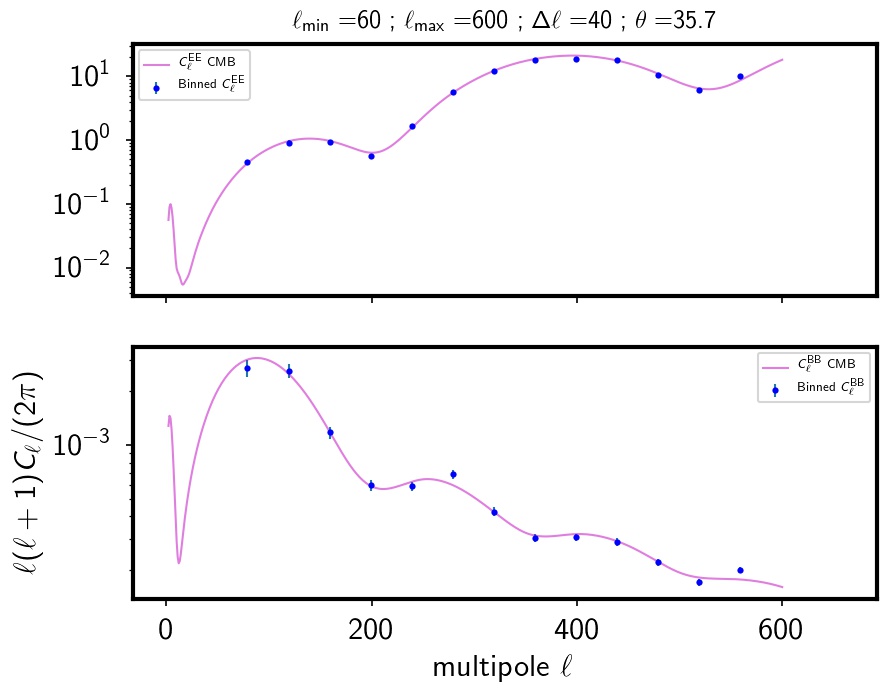 ℓmin =60 ; ℓmax =600 ; Δℓ =40 ; θ =35.7
C_ℓ^EE CMB
Binned C_ℓ^EE
10^1
10^0
10^−1
10^−2
C_ℓ^BB CMB
Binned C_ℓ^BB
10^−3
ℓ(ℓ + 1)C_ℓ/(2π)
0 200 400 600
multipole ℓ